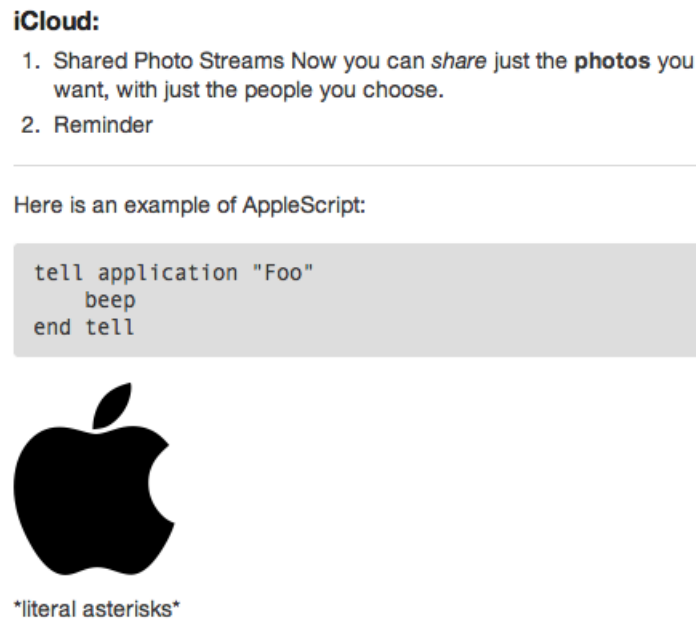 iCloud:
1. Shared Photo Streams Now you can share just the photos you
want, with just the people you choose.
2. Reminder
Here is an example of AppleScript:
tell application "Foo"
    beep
end tell
*literal asterisks*